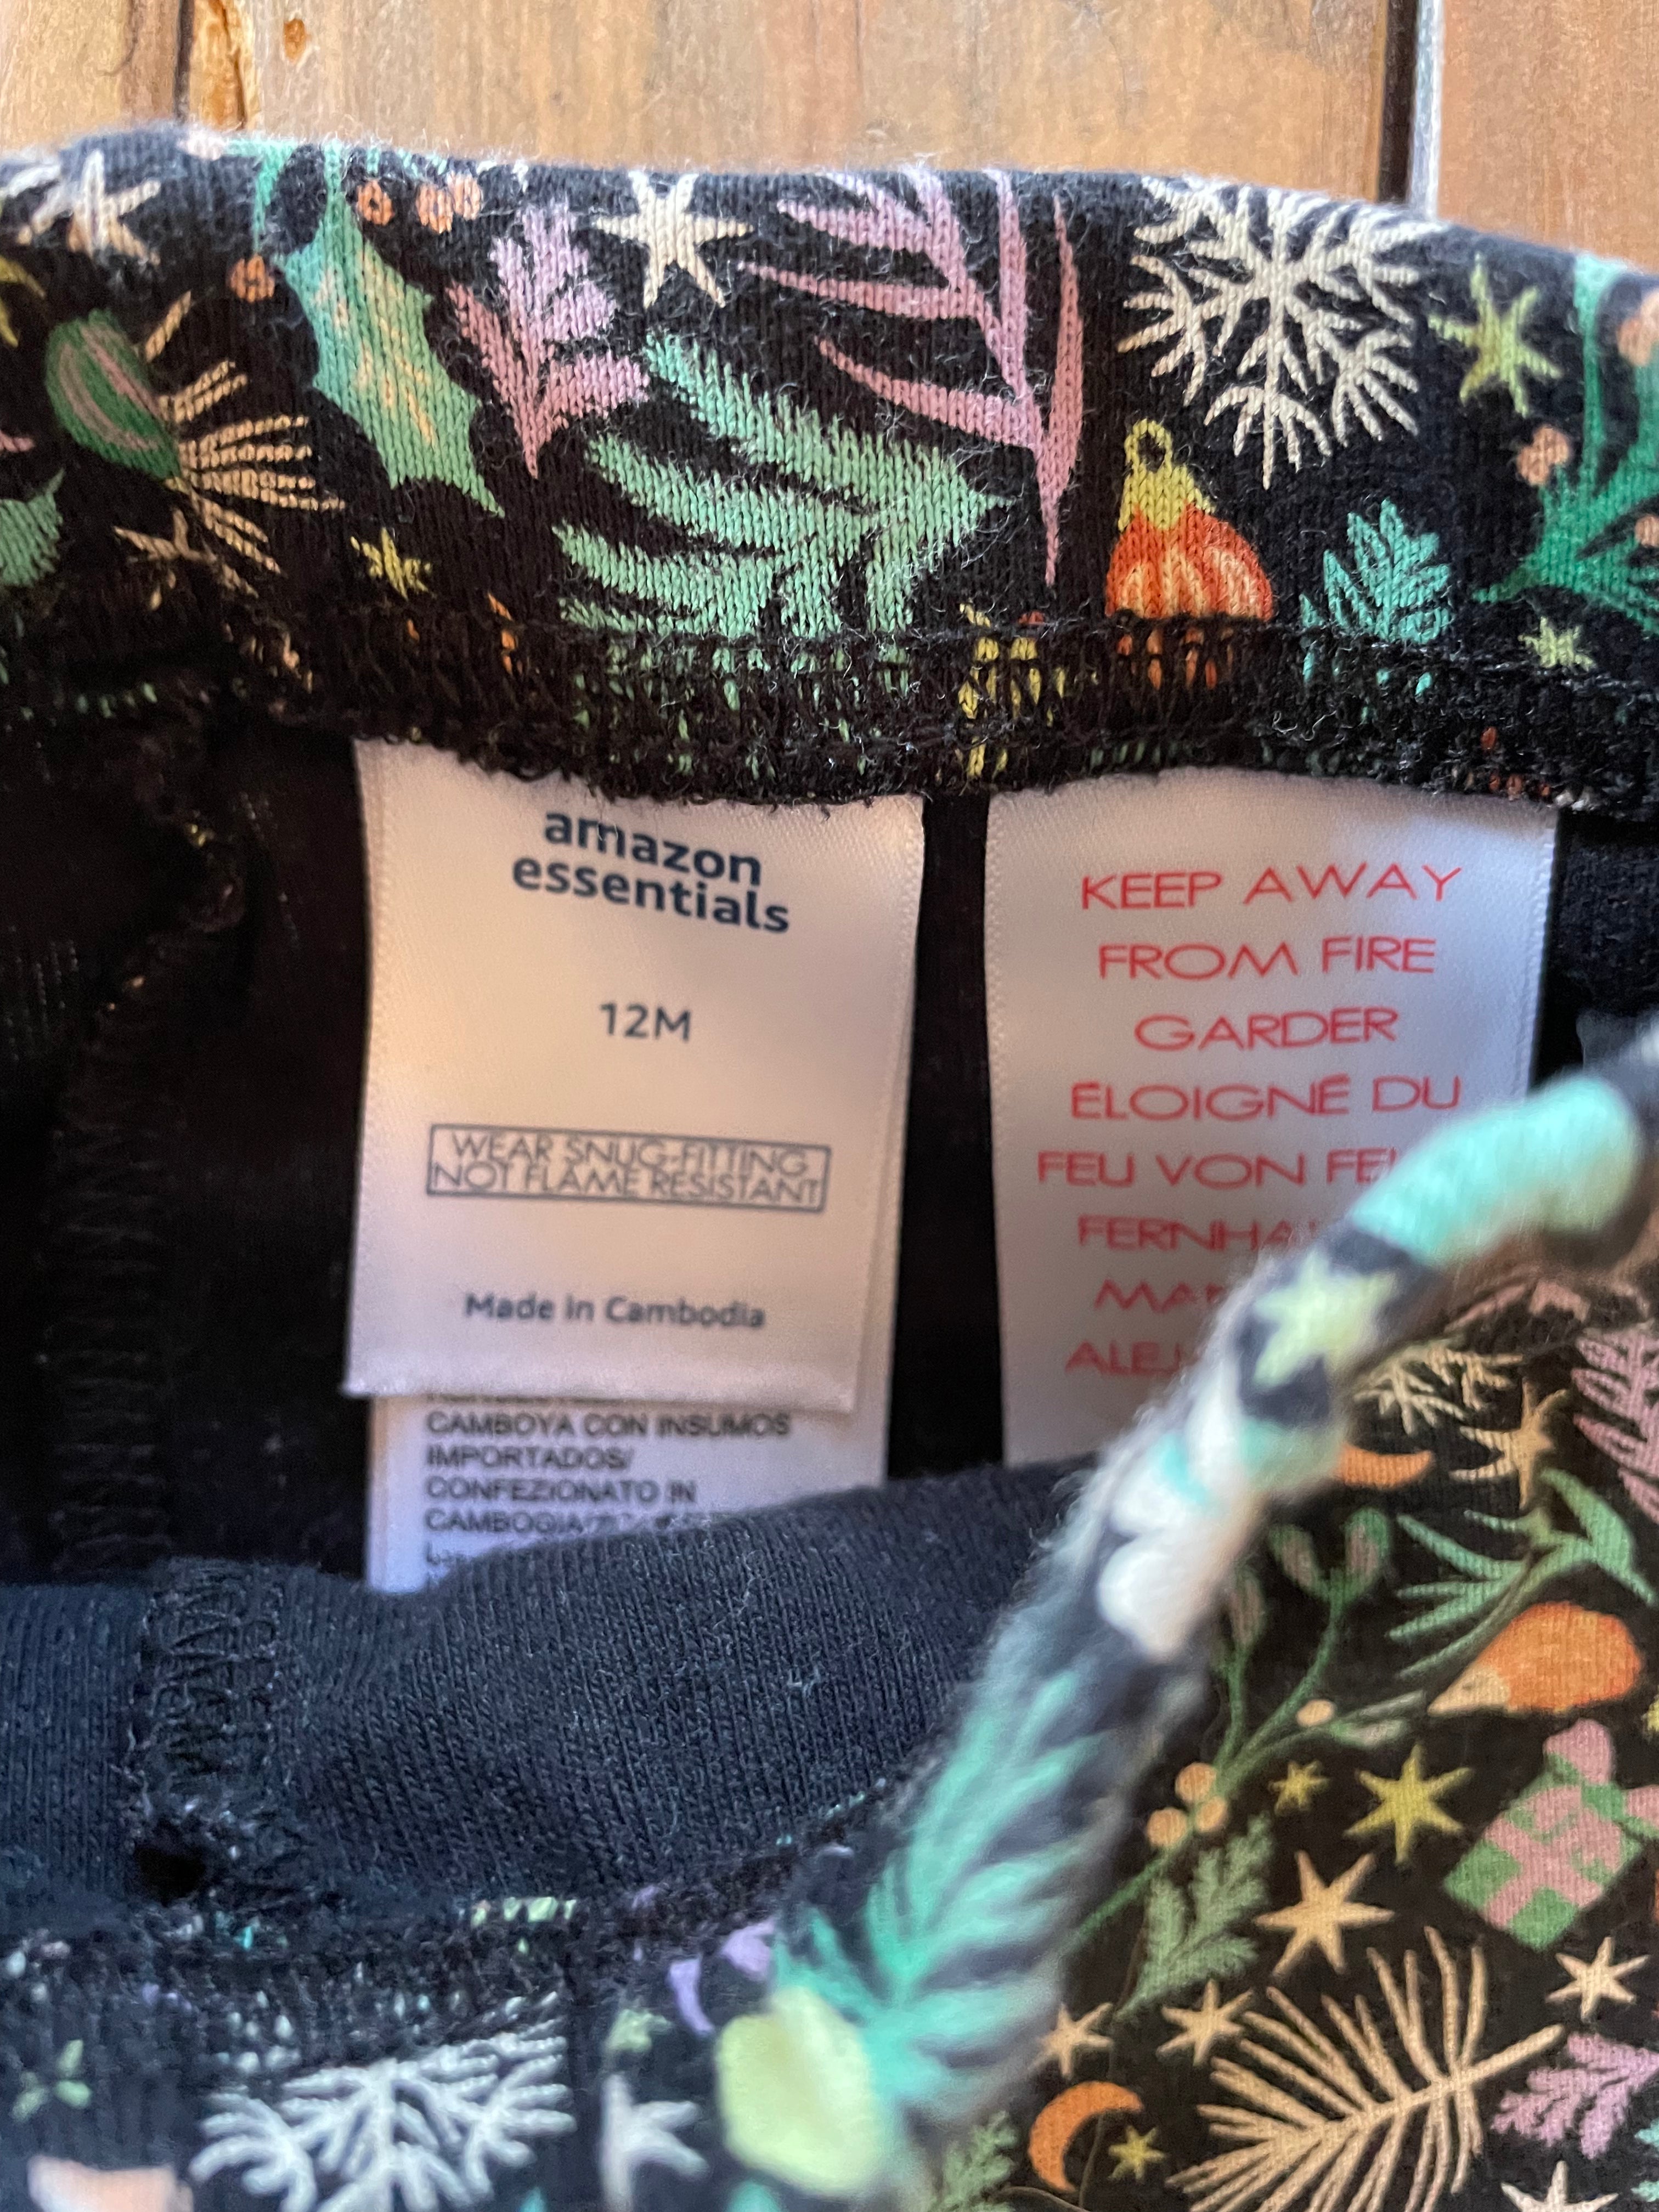 amazon
essentials
12M
WEAR SNUG-FITTING
NOT FLAME RESISTANT
Made in Cambodia
CAMBOYA CON INSUMOS
IMPORTADOS/
CONFEZIONATO IN
CAMBOGIA/
KEEP AWAY
FROM FIRE
GARDER
ÉLOIGNÉ DU
FEU VON